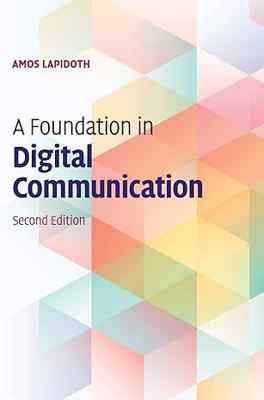 AMOS LAPIDOTH
A Foundation in
Digital
Communication
Second Edition